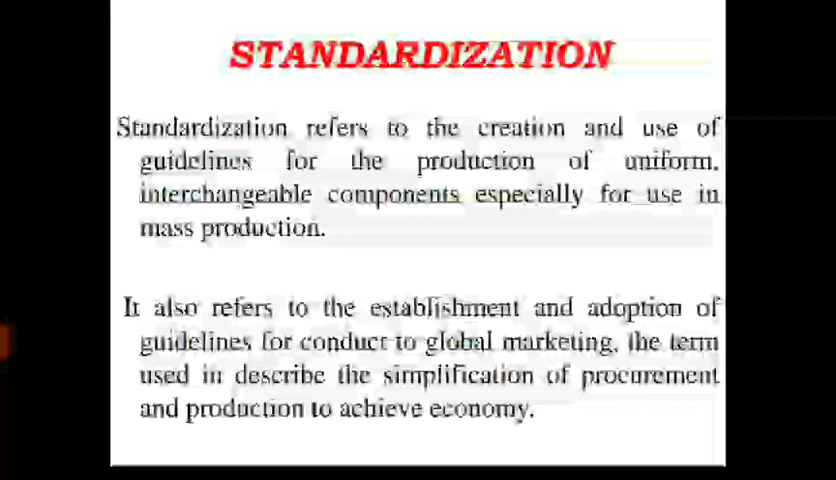 STANDARDIZATION
Standardization refers to the creation and use of
guidelines for the production of uniform,
interchangeable components especially for use in
mass production.
It also refers to the establishment and adoption of
guidelines for conduct to global marketing, the term
used in describe the simplification of procurement
and production to achieve economy.